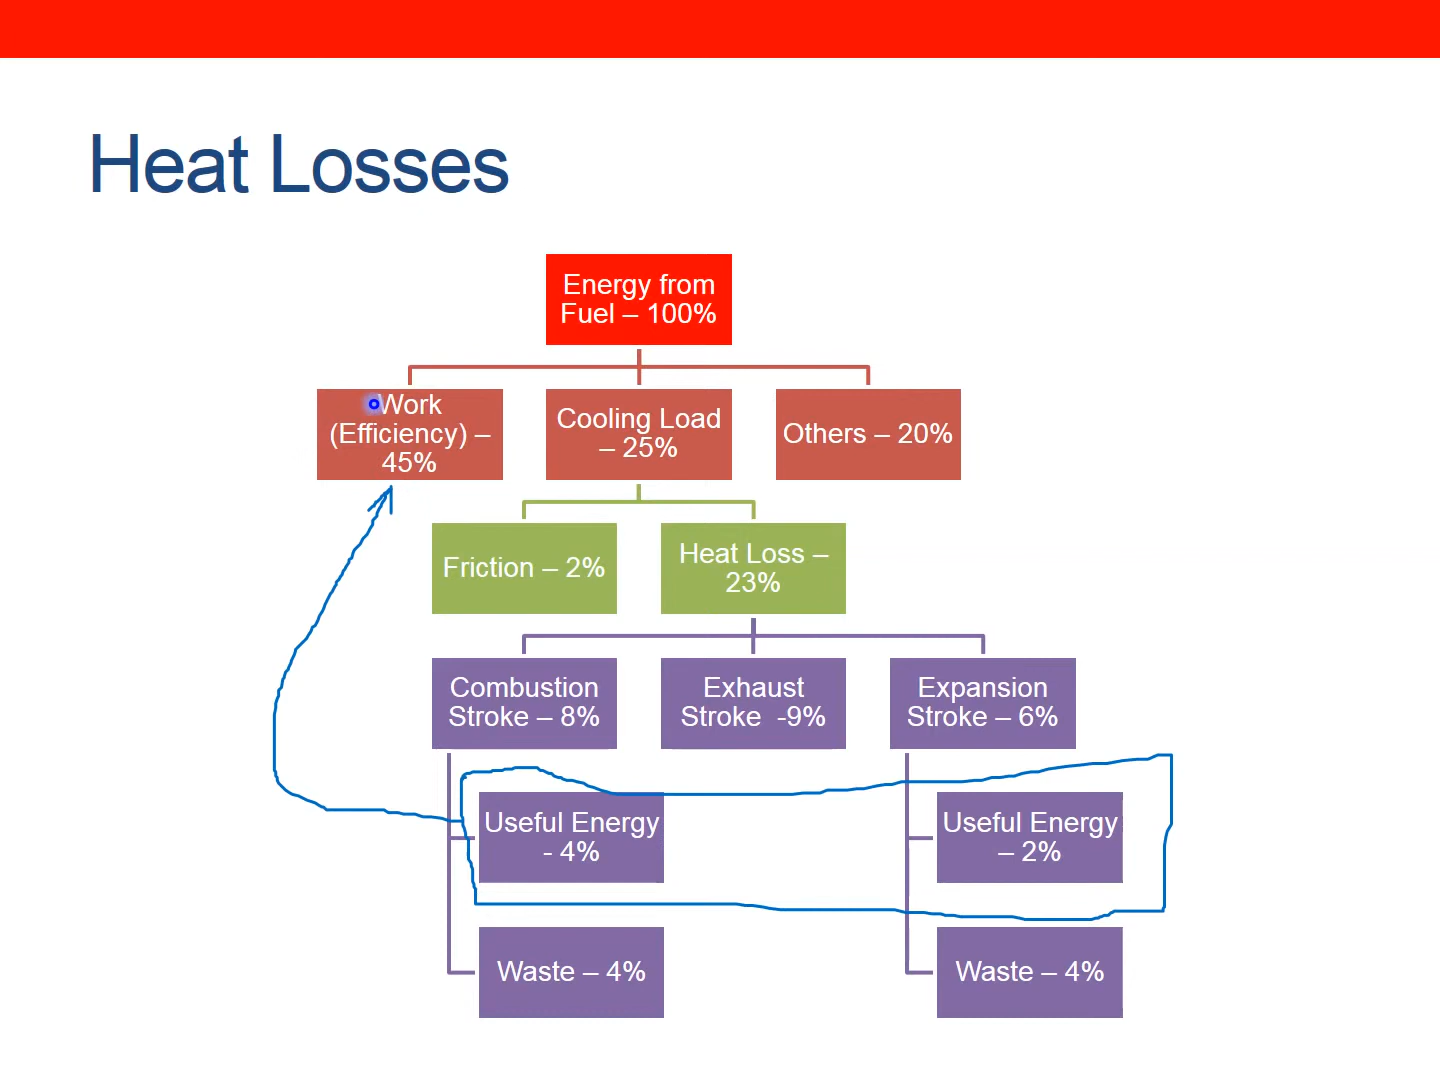 Heat Losses
Energy from
Fuel – 100%
Work
(Efficiency) –
45%
Cooling Load
– 25%
Others – 20%
Friction – 2%
Heat Loss –
23%
Combustion
Stroke – 8%
Exhaust
Stroke -9%
Expansion
Stroke – 6%
Useful Energy
- 4%
Useful Energy
– 2%
Waste – 4%
Waste – 4%